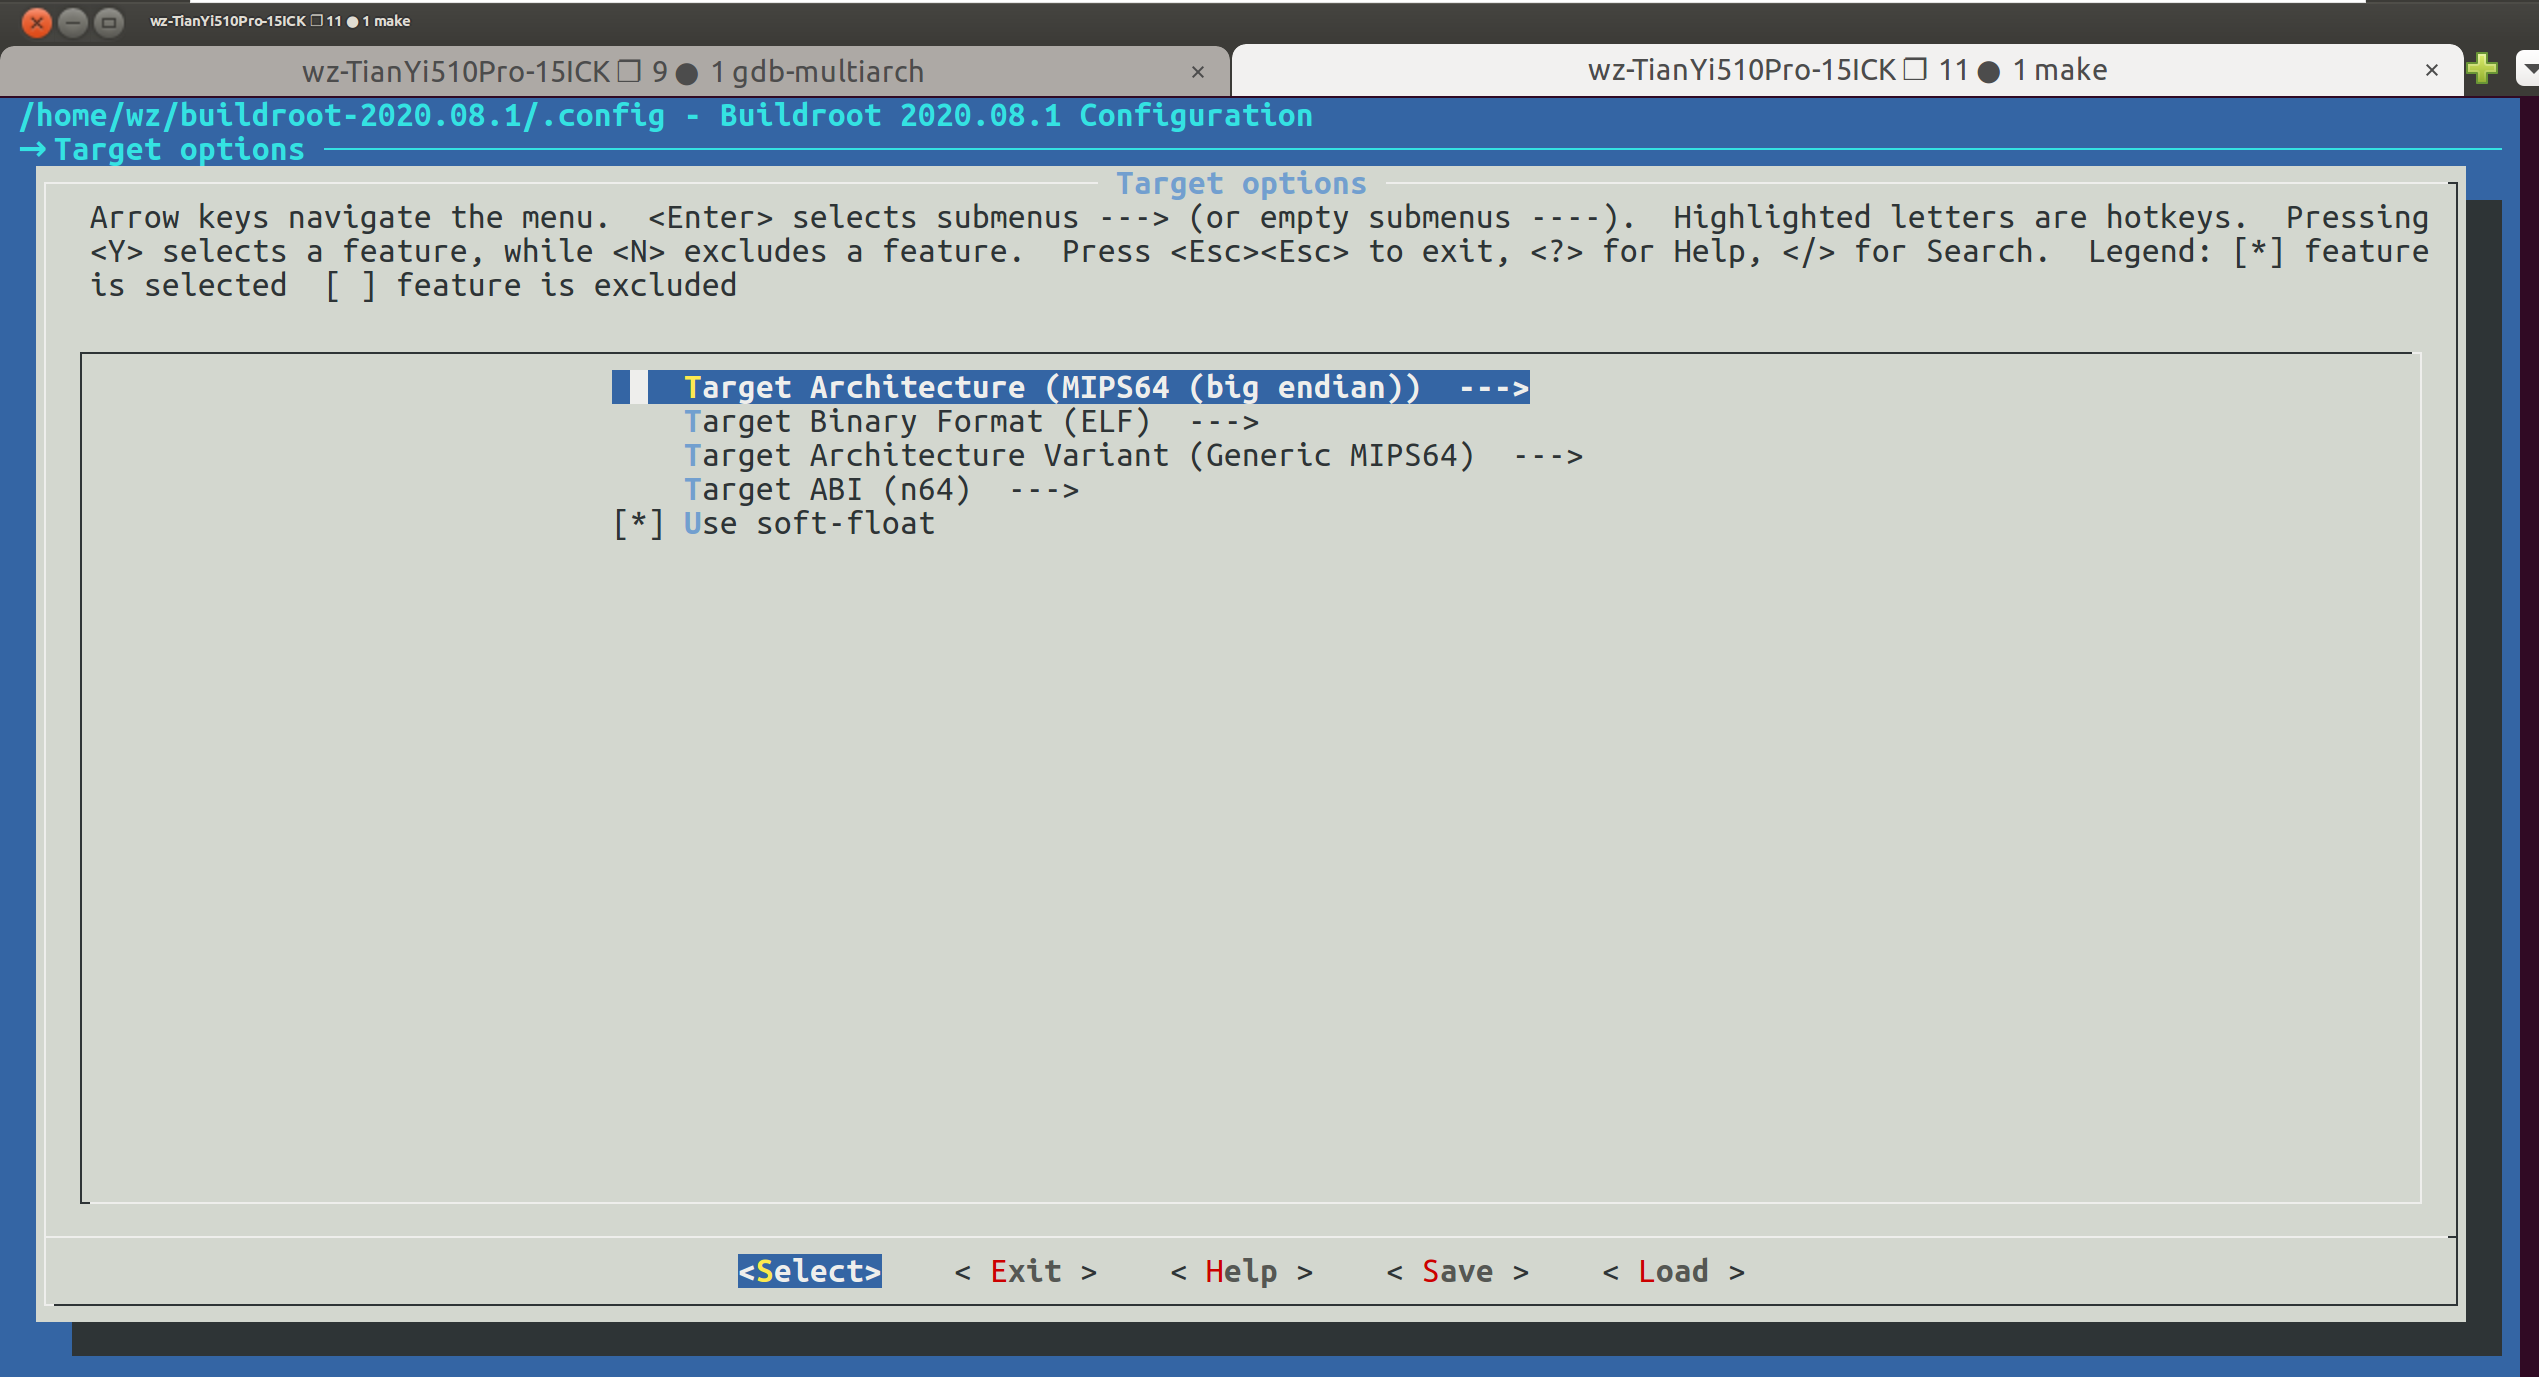 wz-TianYi510Pro-15ICK ❐ 11 ● 1 make
wz-TianYi510Pro-15ICK ❐ 9 ● 1 gdb-multiarch ×
wz-TianYi510Pro-15ICK ❐ 11 ● 1 make ×
/home/wz/buildroot-2020.08.1/.config - Buildroot 2020.08.1 Configuration
→ Target options
Target options
Arrow keys navigate the menu.  <Enter> selects submenus ---> (or empty submenus ----).  Highlighted letters are hotkeys.  Pressing
<Y> selects a feature, while <N> excludes a feature.  Press <Esc><Esc> to exit, <?> for Help, </> for Search.  Legend: [*] feature
is selected  [ ] feature is excluded
Target Architecture (MIPS64 (big endian))  --->
Target Binary Format (ELF)  --->
Target Architecture Variant (Generic MIPS64)  --->
Target ABI (n64)  --->
[*] Use soft-float
<Select>    < Exit >    < Help >    < Save >    < Load >